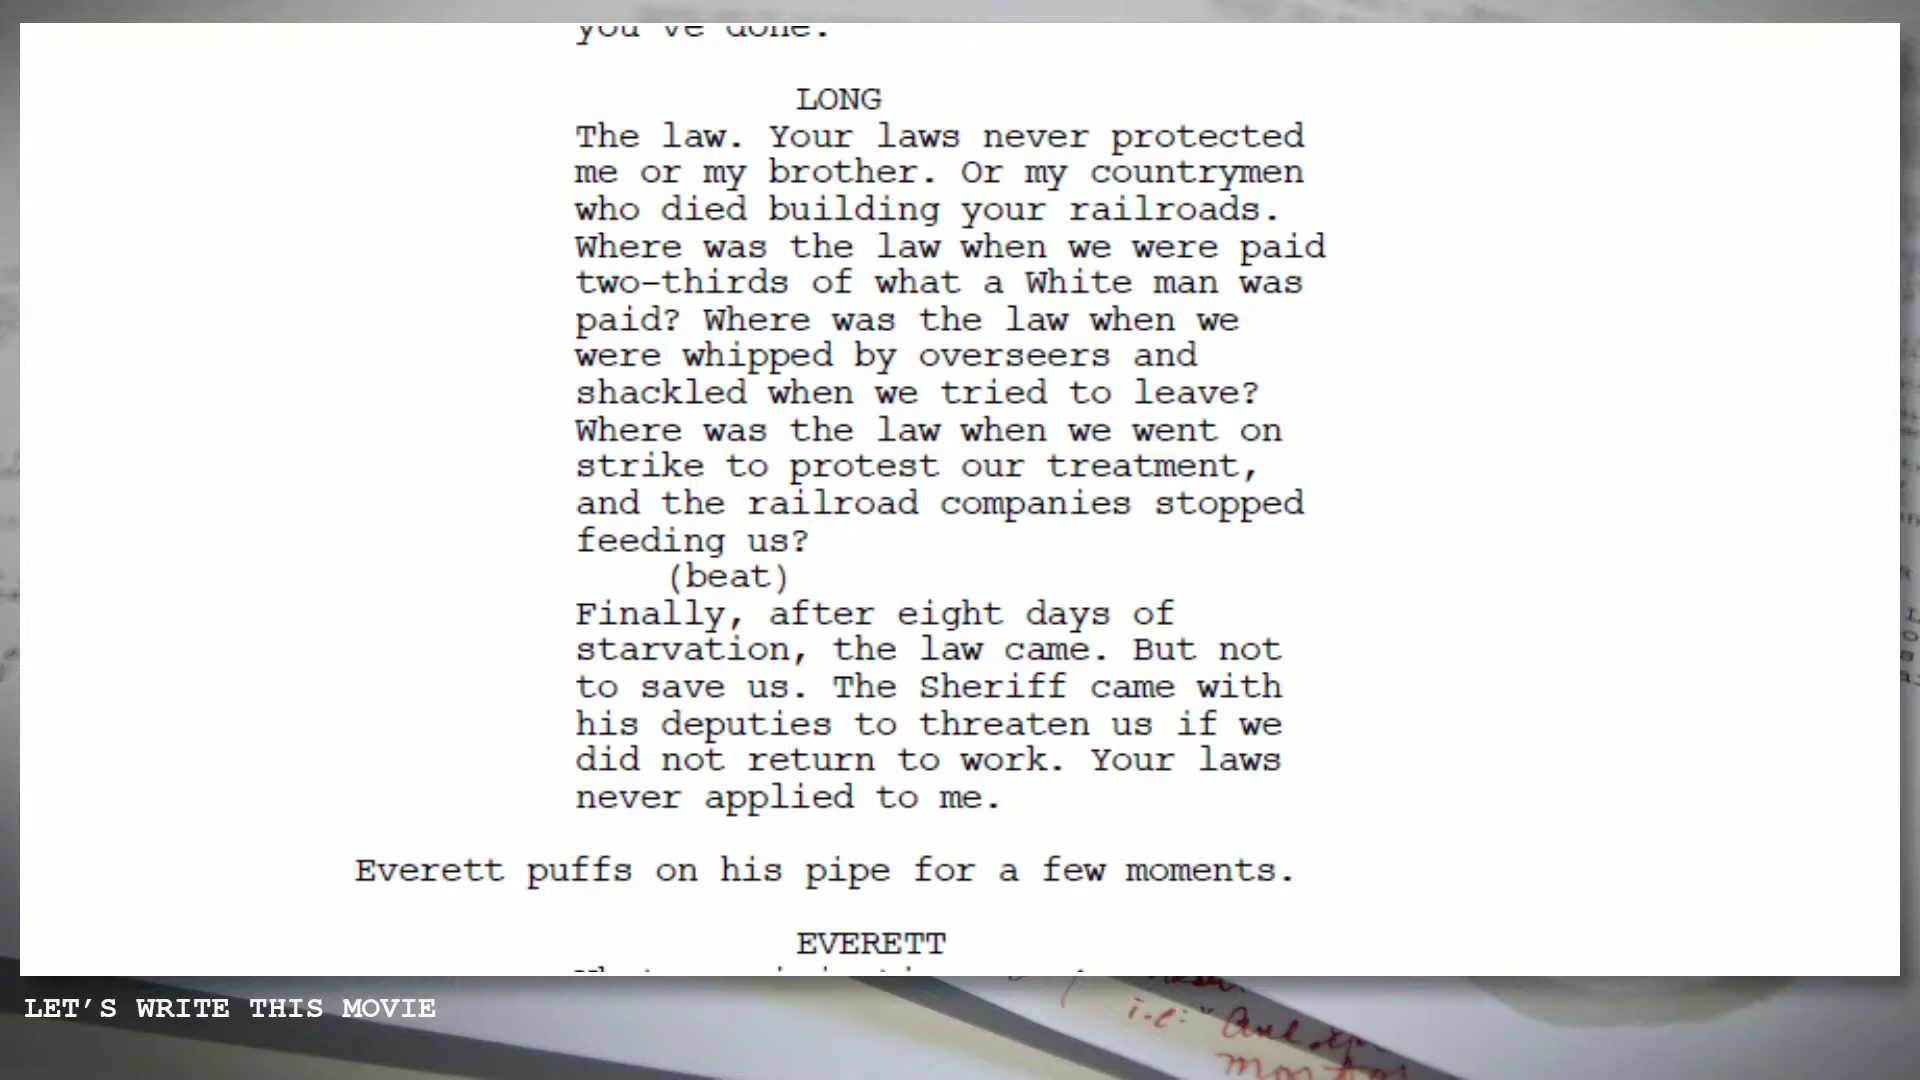 you've done.
LONG
The law. Your laws never protected
me or my brother. Or my countrymen
who died building your railroads.
Where was the law when we were paid
two-thirds of what a White man was
paid? Where was the law when we
were whipped by overseers and
shackled when we tried to leave?
Where was the law when we went on
strike to protest our treatment,
and the railroad companies stopped
feeding us?
(beat)
Finally, after eight days of
starvation, the law came. But not
to save us. The Sheriff came with
his deputies to threaten us if we
did not return to work. Your laws
never applied to me.
Everett puffs on his pipe for a few moments.
EVERETT
LET'S WRITE THIS MOVIE
i.e: